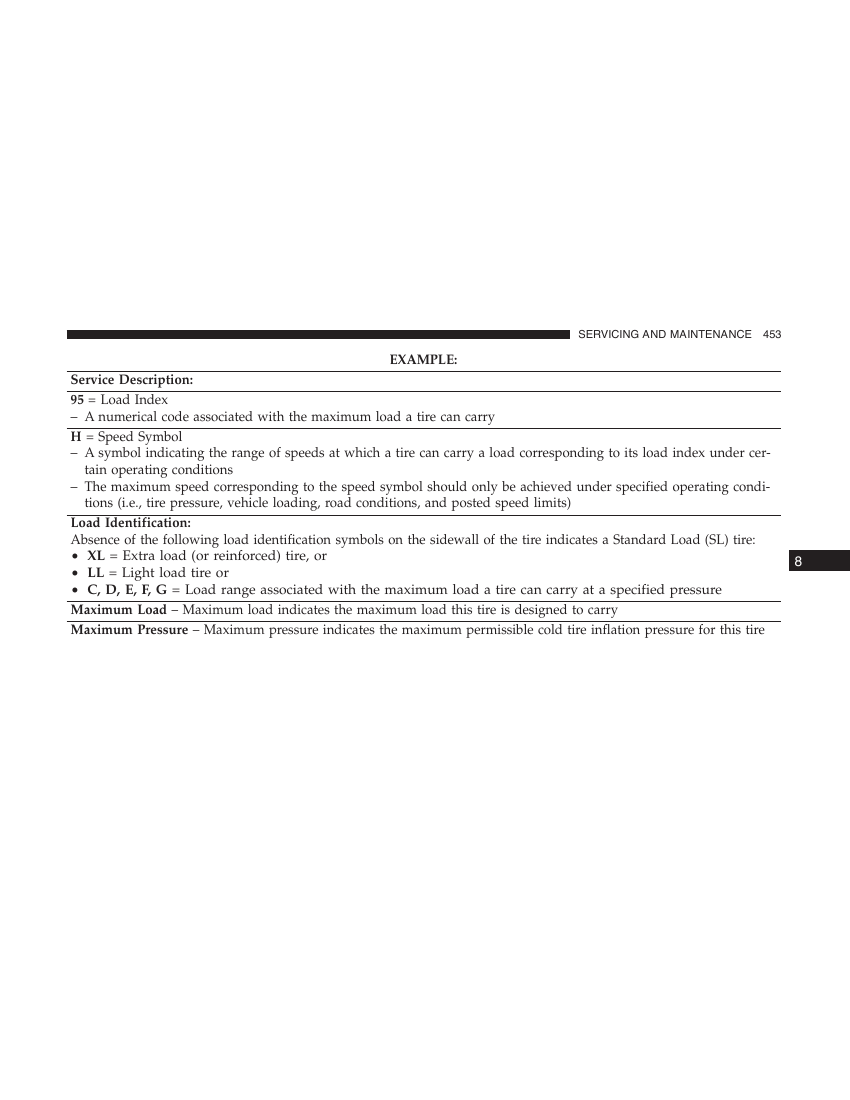 SERVICING AND MAINTENANCE 453
EXAMPLE:
Service Description:
95 = Load Index
– A numerical code associated with the maximum load a tire can carry
H = Speed Symbol
– A symbol indicating the range of speeds at which a tire can carry a load corresponding to its load index under cer-
tain operating conditions
– The maximum speed corresponding to the speed symbol should only be achieved under specified operating condi-
tions (i.e., tire pressure, vehicle loading, road conditions, and posted speed limits)
Load Identification:
Absence of the following load identification symbols on the sidewall of the tire indicates a Standard Load (SL) tire:
• XL = Extra load (or reinforced) tire, or
8
• LL = Light load tire or
• C, D, E, F, G = Load range associated with the maximum load a tire can carry at a specified pressure
Maximum Load – Maximum load indicates the maximum load this tire is designed to carry
Maximum Pressure – Maximum pressure indicates the maximum permissible cold tire inflation pressure for this tire